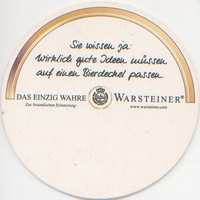 Sie wissen ja:
Wirklich gute Ideen müssen
auf einen Bierdeckel passen.
DAS EINZIG WAHRE WARSTEINER®
Zur freundlichen Erinnerung: www.warsteiner.com